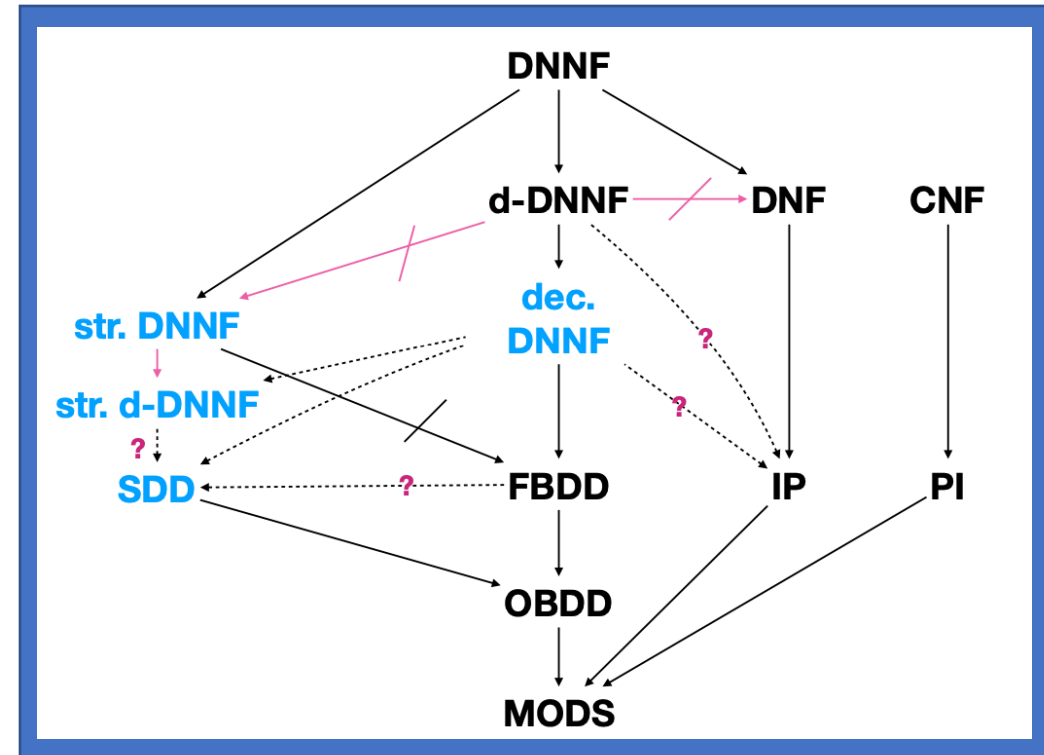 DNNF
d-DNNF
DNF
CNF
dec.
DNNF
str. DNNF
?
str. d-DNNF
?
?
SDD
?
FBDD
IP
PI
OBDD
MODS